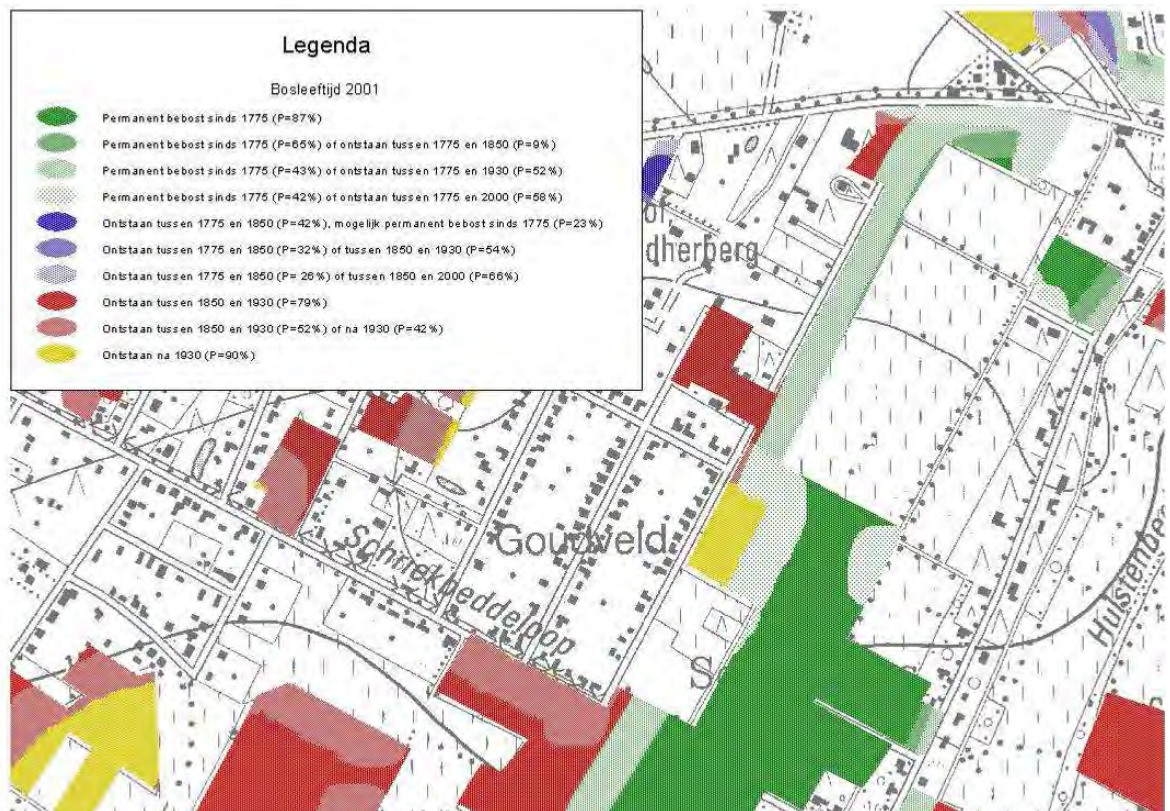 Legenda
Bosleeftijd 2001
Permanent bebost sinds 1775 (P=87%)
Permanent bebost sinds 1775 (P=65%) of ontstaan tussen 1775 en 1850 (P=9%)
Permanent bebost sinds 1775 (P=43%) of ontstaan tussen 1775 en 1930 (P=52%)
Permanent bebost sinds 1775 (P=42%) of ontstaan tussen 1775 en 2000 (P=58%)
Ontstaan tussen 1775 en 1850 (P=42%), mogelijk permanent bebost sinds 1775 (P=23%)
Ontstaan tussen 1775 en 1850 (P=32%) of tussen 1850 en 1930 (P=54%)
Ontstaan tussen 1775 en 1850 (P= 26%) of tussen 1850 en 2000 (P=66%)
Ontstaan tussen 1850 en 1930 (P=79%)
Ontstaan tussen 1850 en 1930 (P=52%) of na 1930 (P=42%)
Ontstaan na 1930 (P=90%)
dherberg
Goudveld
Schriekbeddeloop
Hulstenberg
S